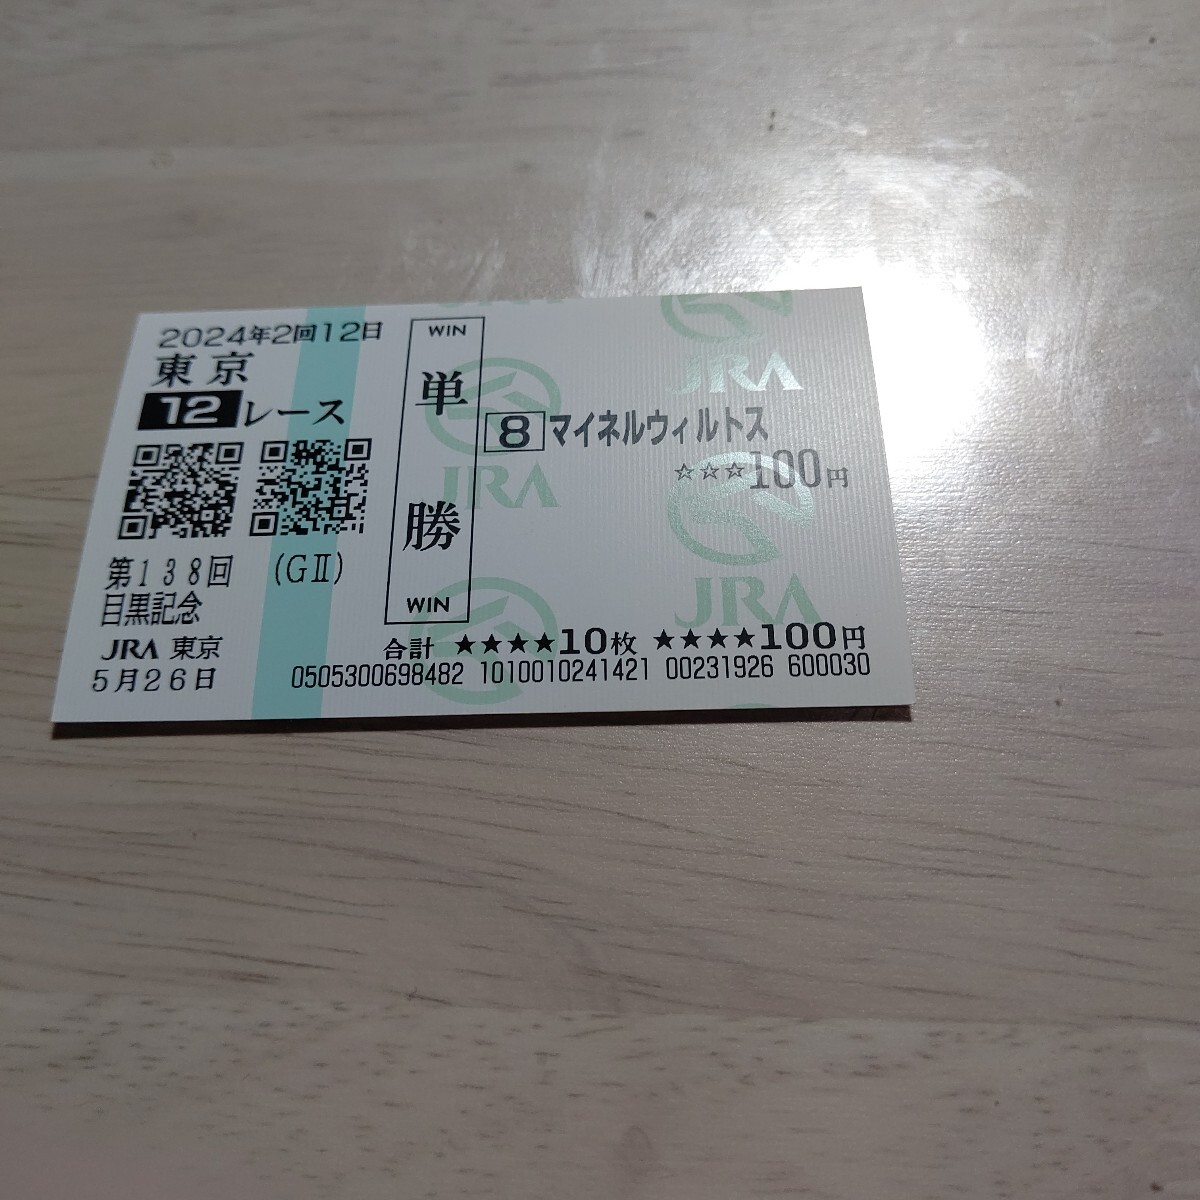 2024年2回12日
東京
12レース
第138回 (GⅡ)
目黒記念
JRA 東京
5月26日
WIN
単勝
WIN
8 マイネルウィルトス
☆☆☆100円
合計 ★★★★10枚 ★★★★100円
0505300698482 1010010241421 00231926 600030
JRA
JRA
JRA